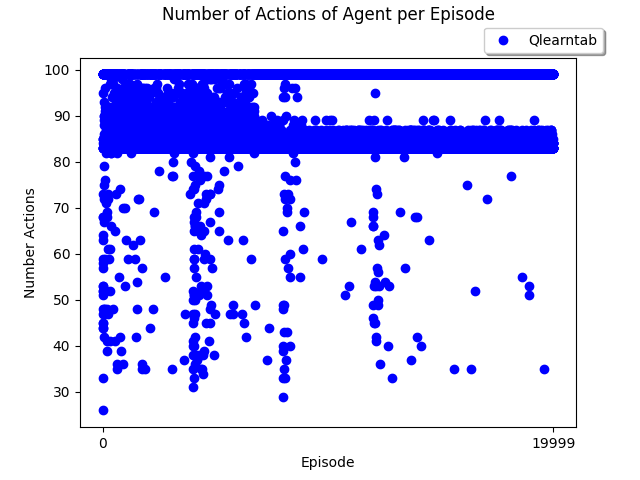 Number of Actions of Agent per Episode
Qlearntab
100
90
80
70
60
50
40
30
Number Actions
0
19999
Episode